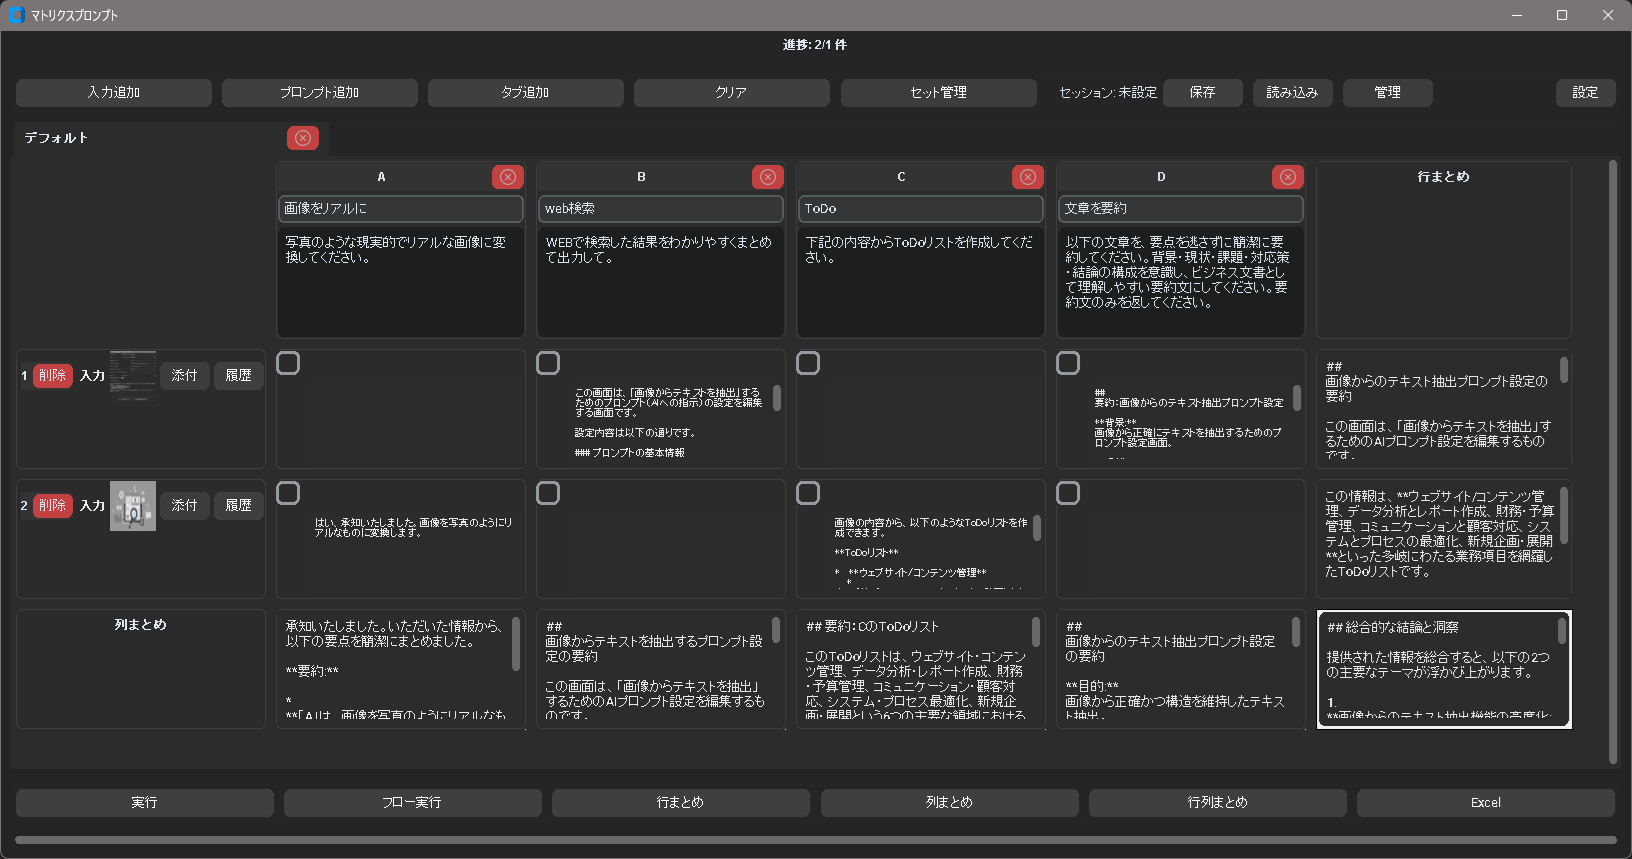 マトリクスプロンプト
進捗: 2/1 件
入力追加
プロンプト追加
タブ追加
クリア
セット管理
セッション: 未設定
保存
読み込み
管理
設定
デフォルト
A
B
C
D
行まとめ
画像をリアルに
web検索
ToDo
文章を要約
写真のような現実的でリアルな画像に変
換してください。
WEBで検索した結果をわかりやすくまとめ
て出力して。
下記の内容からToDoリストを作成してくだ
さい。
以下の文章を、要点を逃さずに簡潔に要
約してください。背景・現状・課題・対応策
・結論の構成を意識し、ビジネス文書とし
て理解しやすい要約文にしてください。要
約文のみを返してください。
1
削除
入力
添付
履歴
この画面は、「画像からテキストを抽出」する
ためのプロンプト（AIへの指示）の設定を編集
する画面です。
設定内容は以下の通りです。
### プロンプトの基本情報
##
要約：画像からのテキスト抽出プロンプト設定
**背景:**
画像から正確にテキストを抽出するためのプ
ロンプト設定画面。
##
画像からのテキスト抽出プロンプト設定の
要約
この画面は、「画像からテキストを抽出」す
るためのAIプロンプト設定を編集するもの
です。
2
削除
入力
添付
履歴
はい、承知いたしました。画像を写真のようにリ
アルなものに変換します。
画像の内容から、以下のようなToDoリストを作
成できます。
**ToDoリスト**
* **ウェブサイト/コンテンツ管理**
*
この情報は、**ウェブサイト/コンテンツ管
理、データ分析とレポート作成、財務・予算
管理、コミュニケーションと顧客対応、シス
テムとプロセスの最適化、新規企画・展開
**といった多岐にわたる業務項目を網羅し
たToDoリストです。
列まとめ
承知いたしました。いただいた情報から、
以下の要点を簡潔にまとめました。
**要約:**
*
**「A」は、画像を写真のようにリアルなも
##
画像からテキストを抽出するプロンプト設
定の要約
この画面は、「画像からテキストを抽出」
するためのAIプロンプト設定を編集するも
のです。
## 要約：CのToDoリスト
このToDoリストは、ウェブサイト・コンテン
ツ管理、データ分析・レポート作成、財務
・予算管理、コミュニケーション・顧客対
応、システム・プロセス最適化、新規企
画・展開という6つの主要な領域における
##
画像からのテキスト抽出プロンプト設定
の要約
**目的:**
画像から正確かつ構造を維持したテキス
ト抽出。
## 総合的な結論と洞察
提供された情報を総合すると、以下の2つ
の主要なテーマが浮かび上がります。
1.
**画像からのテキスト抽出機能の高度化:
実行
フロー実行
行まとめ
列まとめ
行列まとめ
Excel